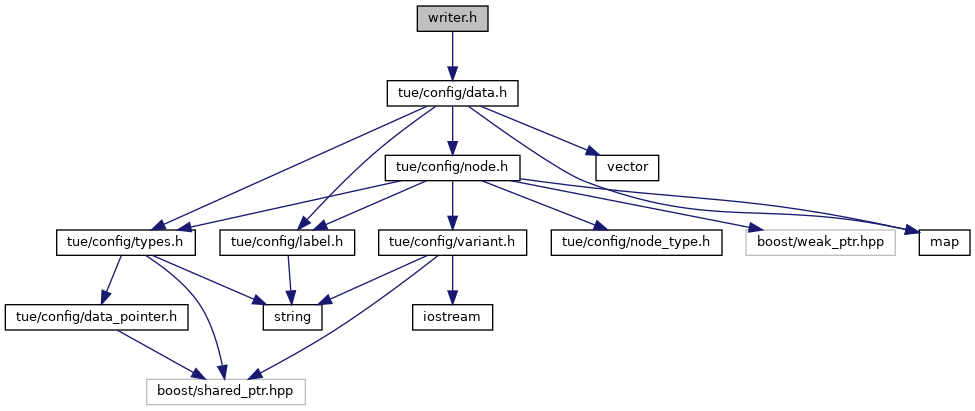 writer.h
tue/config/data.h
tue/config/node.h
vector
tue/config/types.h
tue/config/label.h
tue/config/variant.h
tue/config/node_type.h
boost/weak_ptr.hpp
map
tue/config/data_pointer.h
string
iostream
boost/shared_ptr.hpp